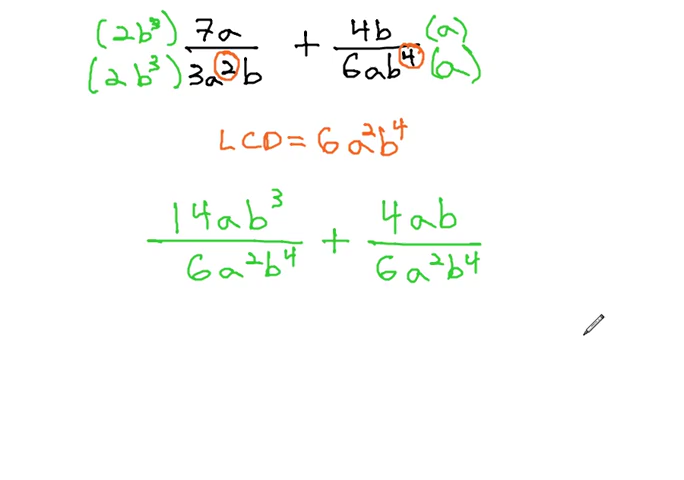 (2b³) 7a/3a²b (2b³) + 4b/6ab⁴ (a)(a)
LCD = 6a²b⁴
14ab³/6a²b⁴ + 4ab/6a²b⁴